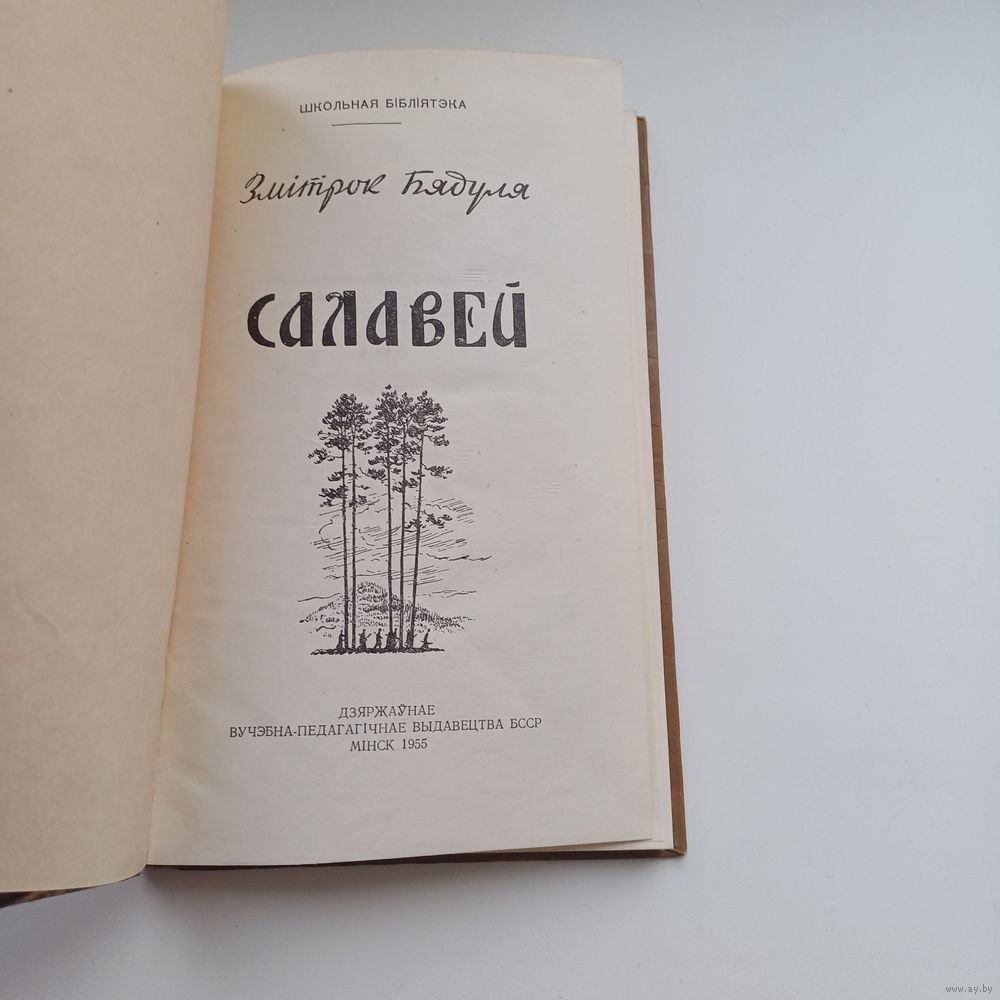 ШКОЛЬНАЯ БІБЛІЯТЭКА
Змітрок Бядуля
САЛАВЕЙ
ДЗЯРЖАЎНАЕ
ВУЧЭБНА-ПЕДАГАГІЧНАЕ ВЫДАВЕЦТВА БССР
МІНСК 1955
www.ay.by